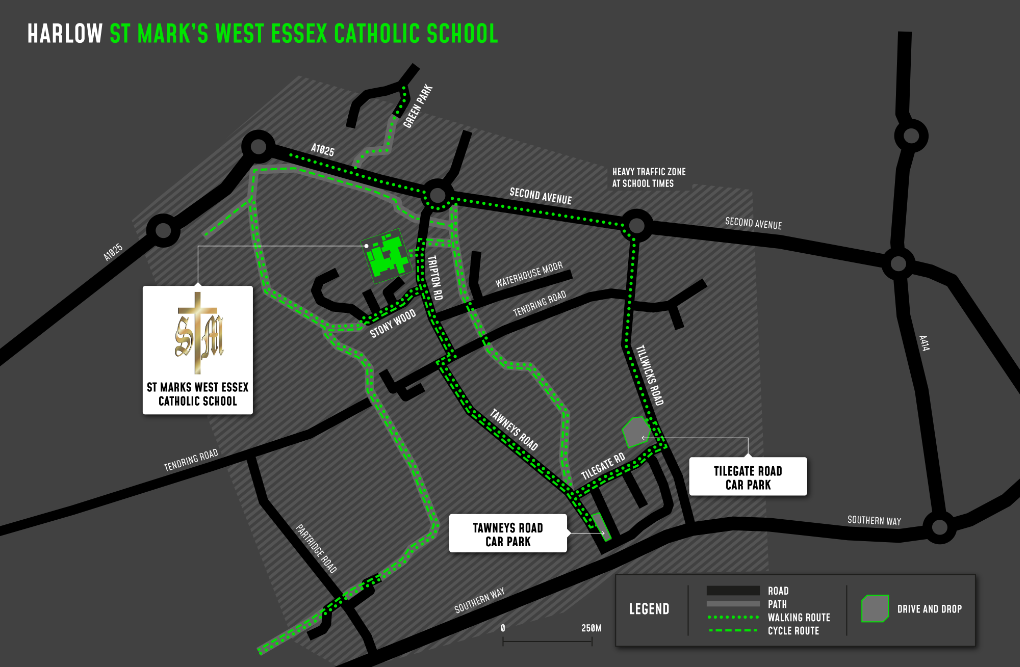 HARLOW ST MARK'S WEST ESSEX CATHOLIC SCHOOL
GREEN PARK
A1025
HEAVY TRAFFIC ZONE
AT SCHOOL TIMES
SECOND AVENUE
SECOND AVENUE
A1025
TRIPTON RD
WATERHOUSE MOOR
TENDRING ROAD
STONY WOOD
A414
TILLWICKS ROAD
STM
ST MARKS WEST ESSEX
CATHOLIC SCHOOL
TAWNEYS ROAD
TENDRING ROAD
TILEGATE RD
TILEGATE ROAD
CAR PARK
PARTRIDGE ROAD
TAWNEYS ROAD
CAR PARK
SOUTHERN WAY
SOUTHERN WAY
0 250M
LEGEND
ROAD
PATH
WALKING ROUTE
CYCLE ROUTE
DRIVE AND DROP